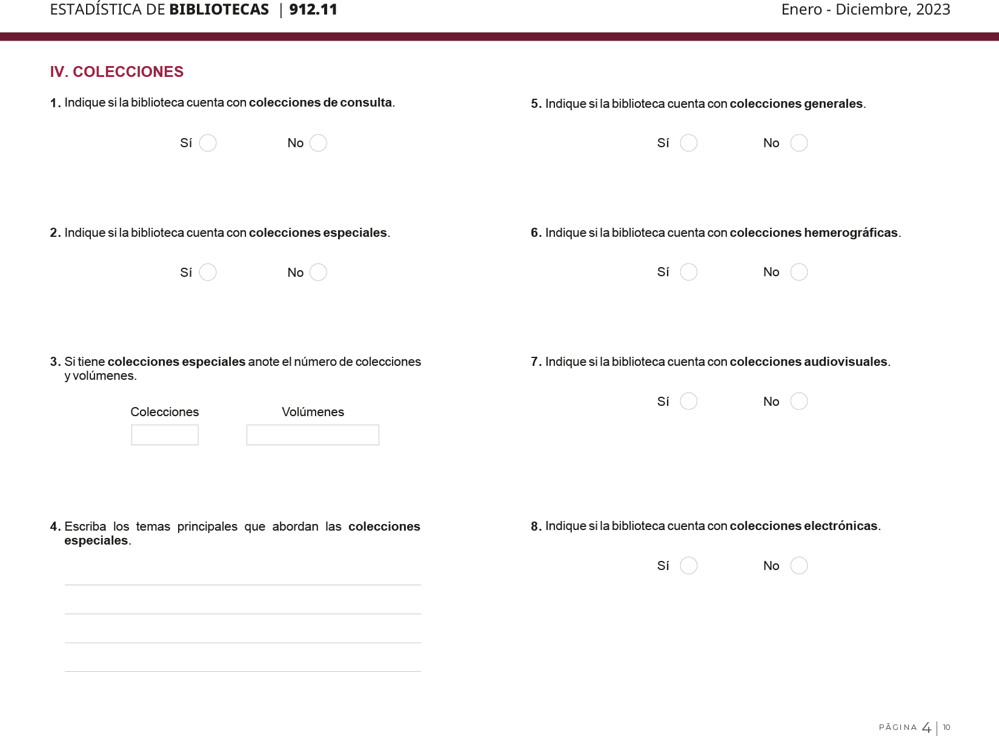 ESTADÍSTICA DE BIBLIOTECAS | 912.11
Enero - Diciembre, 2023
IV. COLECCIONES
1. Indique si la biblioteca cuenta con colecciones de consulta.
Sí No
2. Indique si la biblioteca cuenta con colecciones especiales.
Sí No
3. Si tiene colecciones especiales anote el número de colecciones
y volúmenes.
Colecciones Volúmenes
4. Escriba los temas principales que abordan las colecciones
especiales.
5. Indique si la biblioteca cuenta con colecciones generales.
Sí No
6. Indique si la biblioteca cuenta con colecciones hemerográficas.
Sí No
7. Indique si la biblioteca cuenta con colecciones audiovisuales.
Sí No
8. Indique si la biblioteca cuenta con colecciones electrónicas.
Sí No
PÃGINA 4 | 10